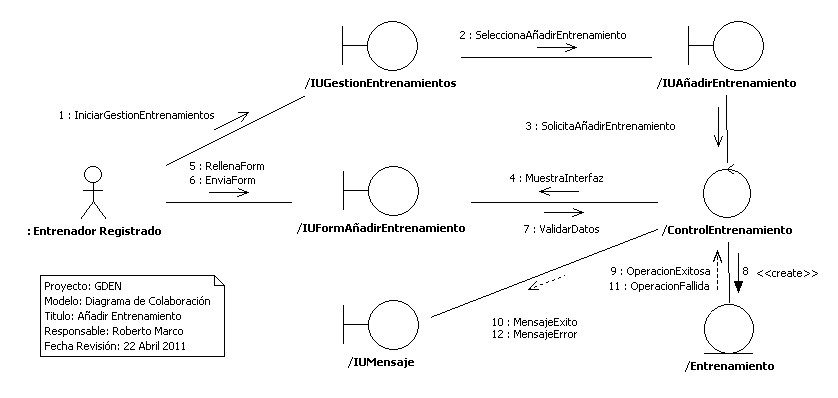 2 : SeleccionaAñadirEntrenamiento
/IUGestionEntrenamientos
/IUAñadirEntrenamiento
1 : IniciarGestionEntrenamientos
3 : SolicitaAñadirEntrenamiento
5 : RellenaForm
6 : EnviaForm
4 : MuestraInterfaz
: Entrenador Registrado
/IUFormAñadirEntrenamiento
7 : ValidarDatos
/ControlEntrenamiento
9 : OperacionExitosa
11 : OperacionFallida
8 <<create>>
Proyecto: GDEN
Modelo: Diagrama de Colaboración
Titulo: Añadir Entrenamiento
Responsable: Roberto Marco
Fecha Revisión: 22 Abril 2011
10 : MensajeExito
12 : MensajeError
/IUMensaje
/Entrenamiento